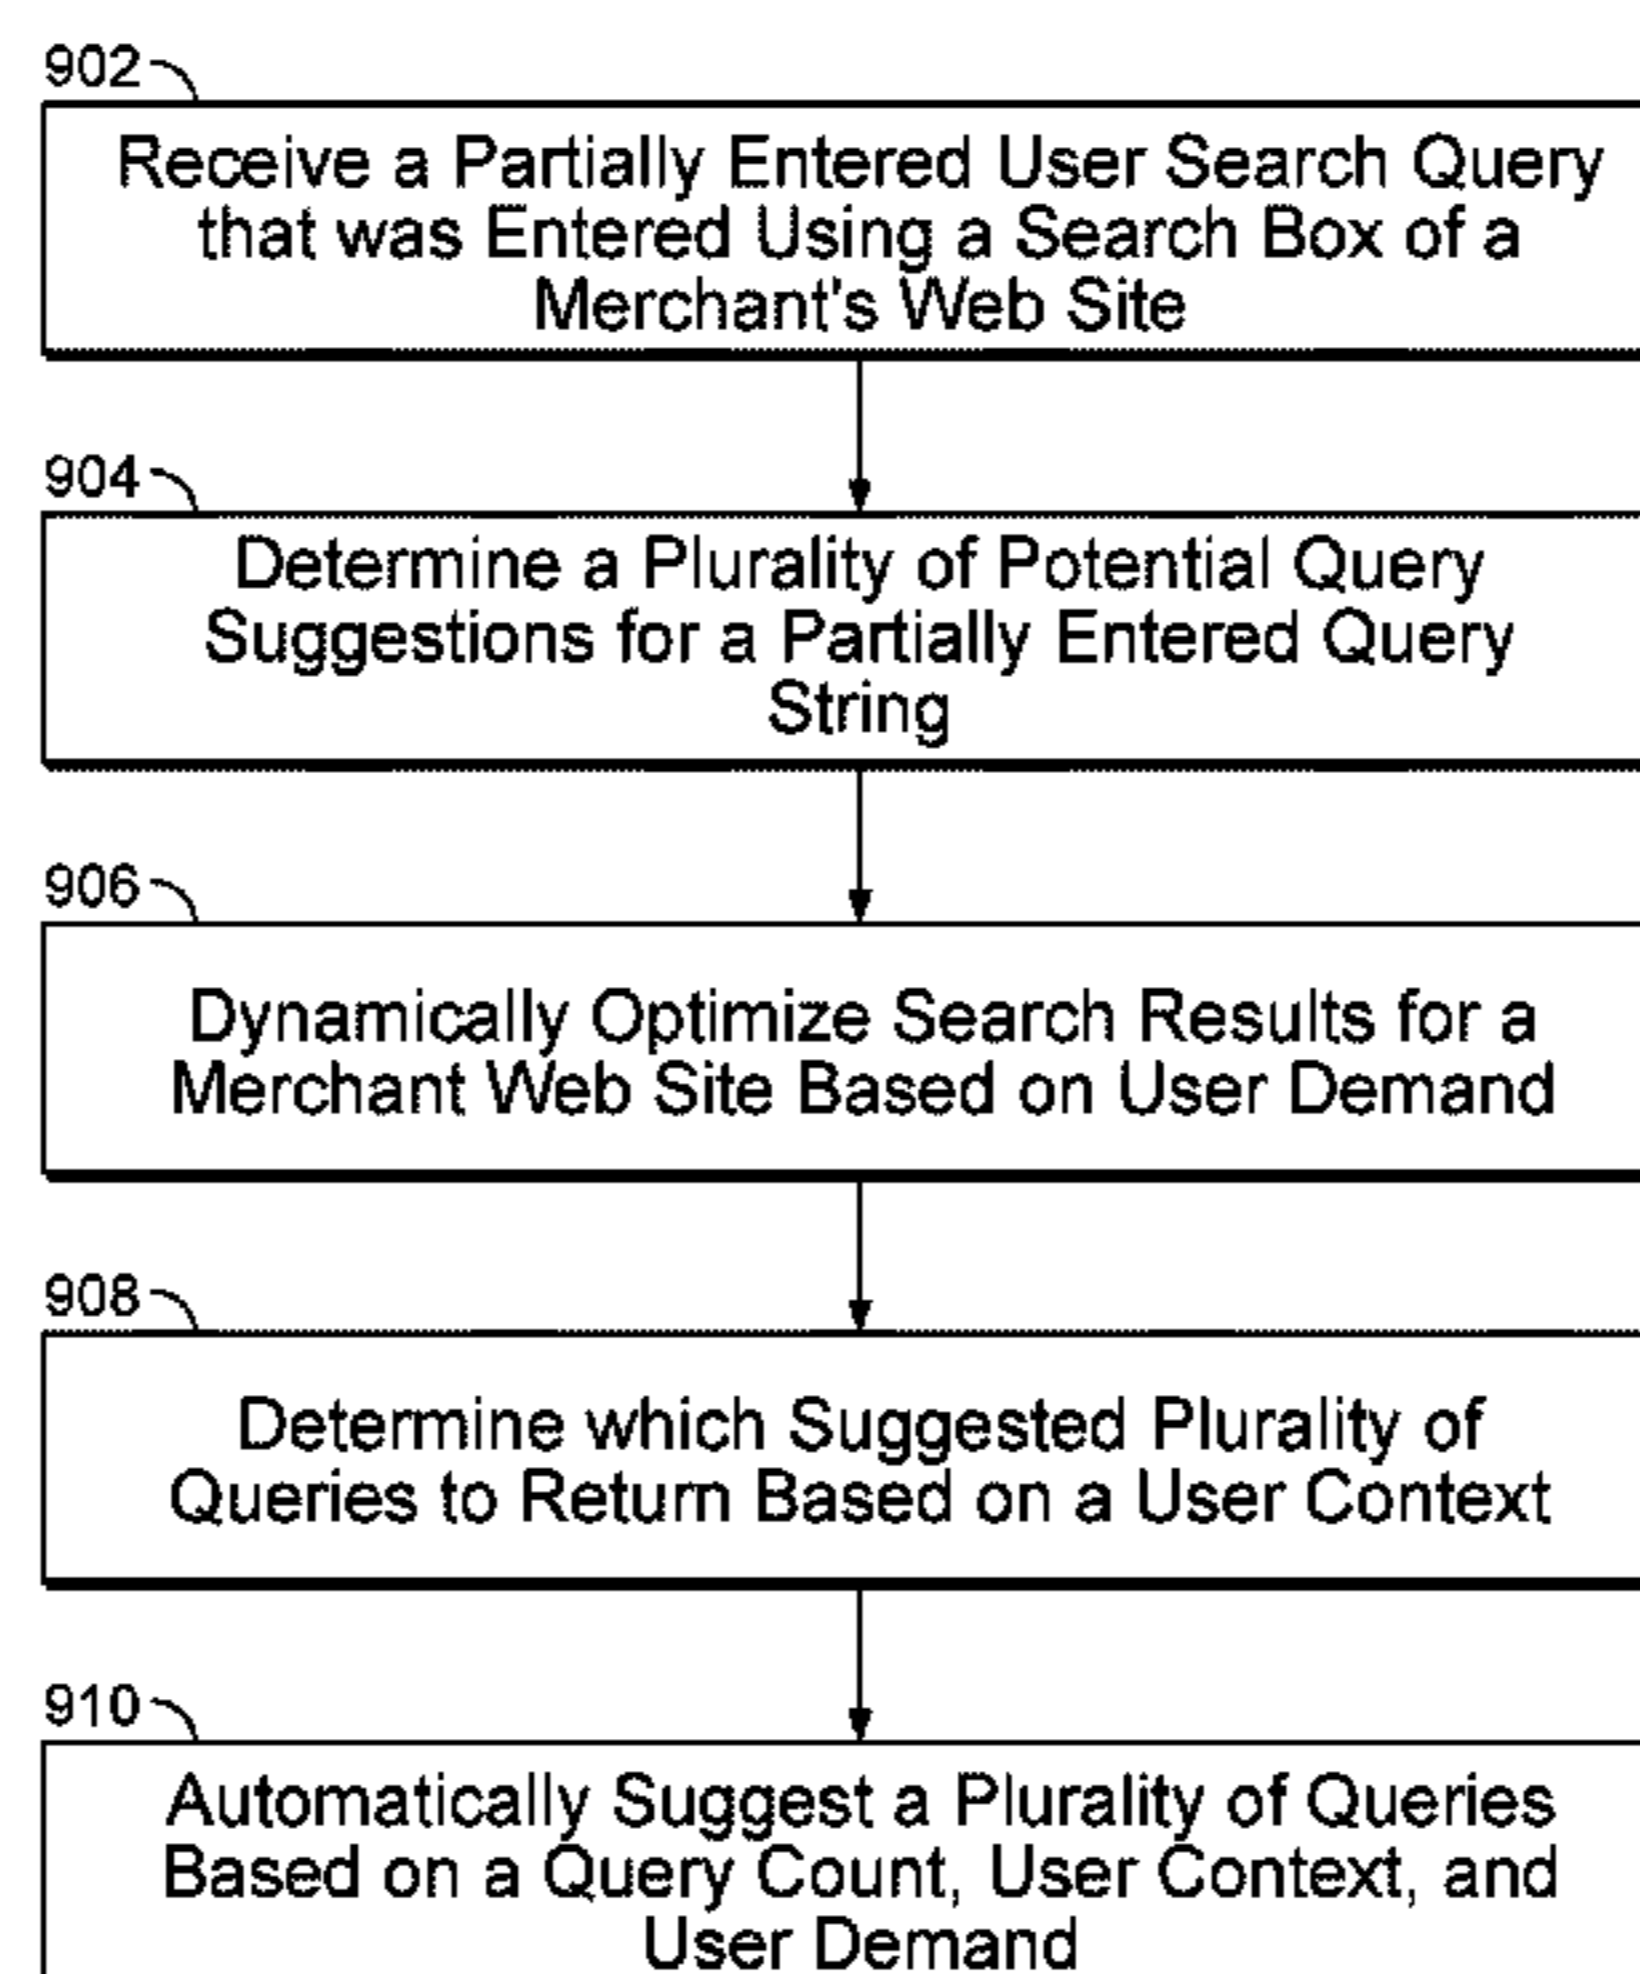 902
Receive a Partially Entered User Search Query
that was Entered Using a Search Box of a
Merchant's Web Site
904
Determine a Plurality of Potential Query
Suggestions for a Partially Entered Query
String
906
Dynamically Optimize Search Results for a
Merchant Web Site Based on User Demand
908
Determine which Suggested Plurality of
Queries to Return Based on a User Context
910
Automatically Suggest a Plurality of Queries
Based on a Query Count, User Context, and
User Demand